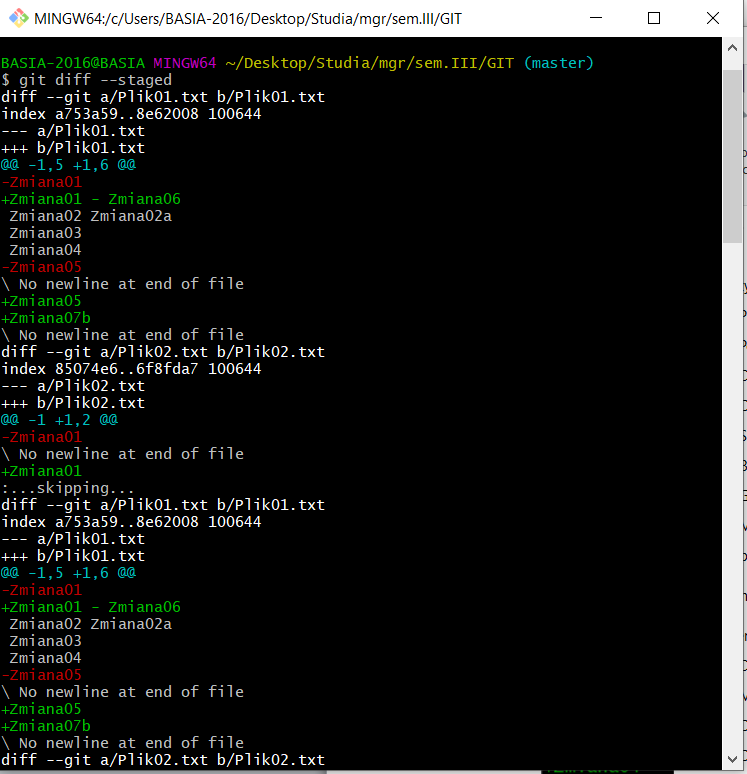 MINGW64:/c/Users/BASIA-2016/Desktop/Studia/mgr/sem.III/GIT
BASIA-2016@BASIA MINGW64 ~/Desktop/Studia/mgr/sem.III/GIT (master)
$ git diff --staged
diff --git a/Plik01.txt b/Plik01.txt
index a753a59..8e62008 100644
--- a/Plik01.txt
+++ b/Plik01.txt
@@ -1,5 +1,6 @@
-Zmiana01
+Zmiana01 - Zmiana06
 Zmiana02 Zmiana02a
 Zmiana03
 Zmiana04
-Zmiana05
\ No newline at end of file
+Zmiana05
+Zmiana07b
\ No newline at end of file
diff --git a/Plik02.txt b/Plik02.txt
index 85074e6..6f8fda7 100644
--- a/Plik02.txt
+++ b/Plik02.txt
@@ -1 +1,2 @@
-Zmiana01
\ No newline at end of file
+Zmiana01
:...skipping...
diff --git a/Plik01.txt b/Plik01.txt
index a753a59..8e62008 100644
--- a/Plik01.txt
+++ b/Plik01.txt
@@ -1,5 +1,6 @@
-Zmiana01
+Zmiana01 - Zmiana06
 Zmiana02 Zmiana02a
 Zmiana03
 Zmiana04
-Zmiana05
\ No newline at end of file
+Zmiana05
+Zmiana07b
\ No newline at end of file
diff --git a/Plik02.txt b/Plik02.txt